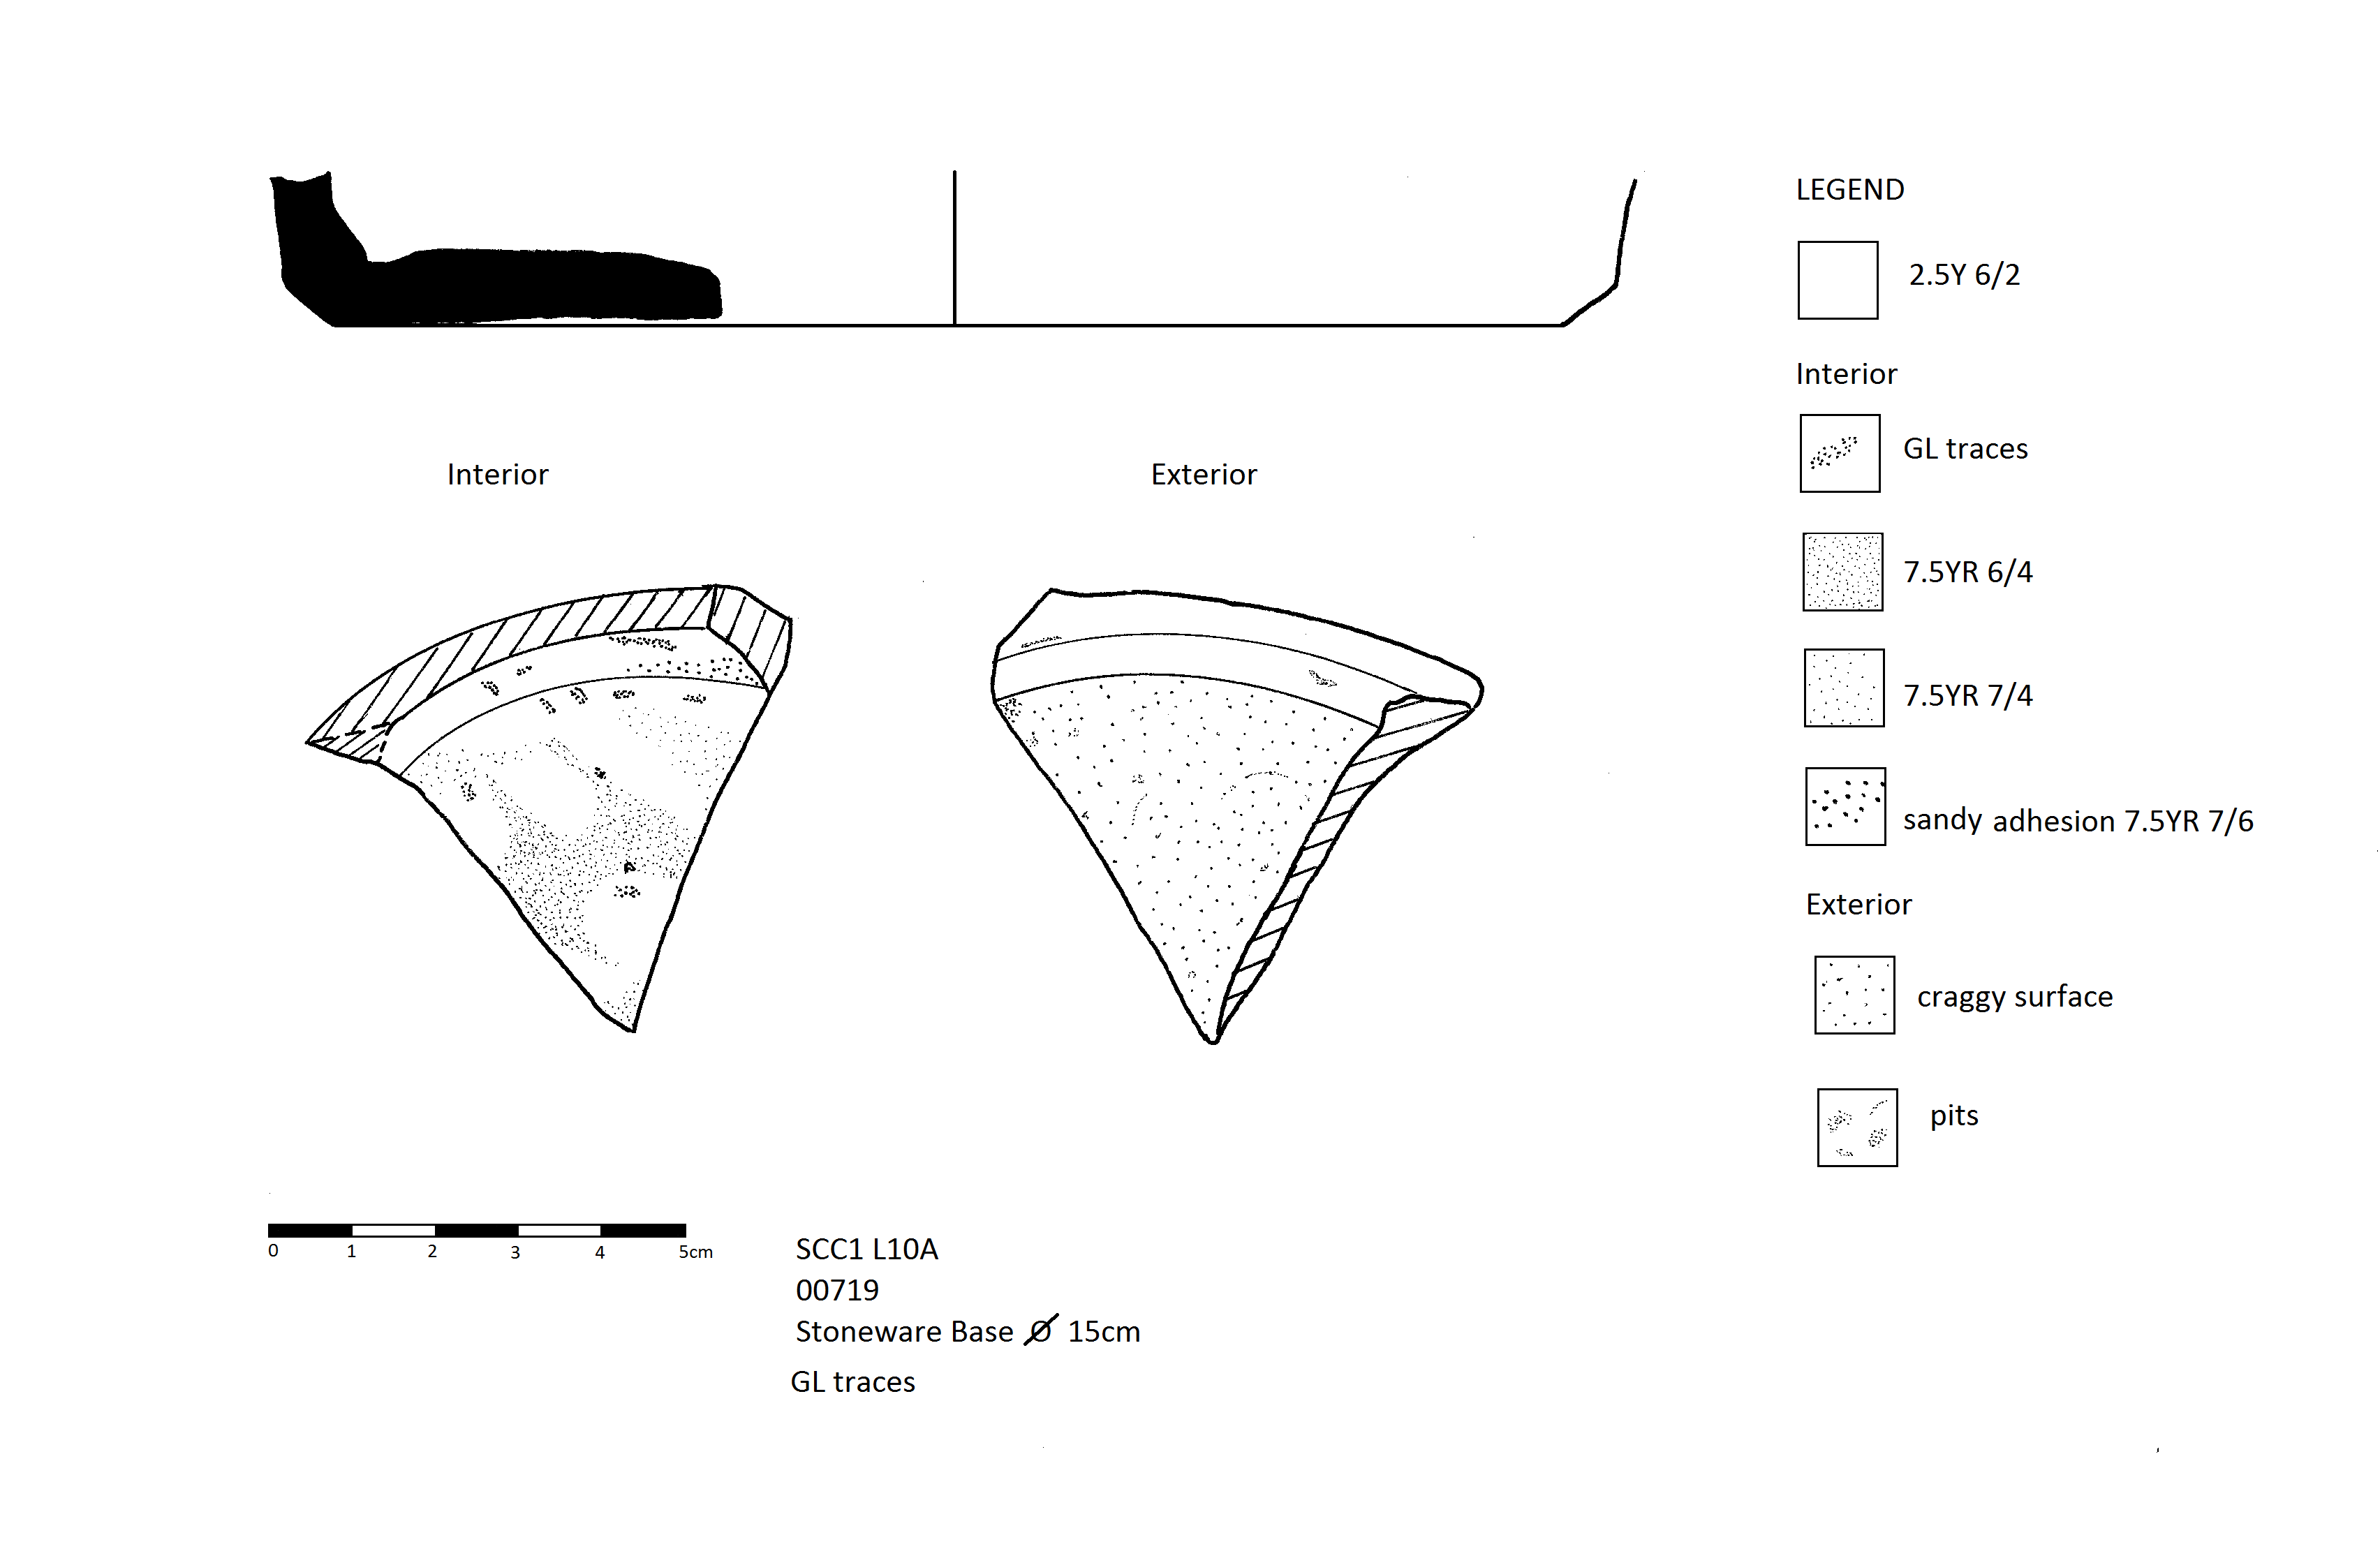 LEGEND
2.5Y 6/2
Interior
GL traces
7.5YR 6/4
7.5YR 7/4
sandy adhesion 7.5YR 7/6
Exterior
craggy surface
pits
Interior
Exterior
0 1 2 3 4 5cm
SCC1 L10A
00719
Stoneware Base Ø 15cm
GL traces